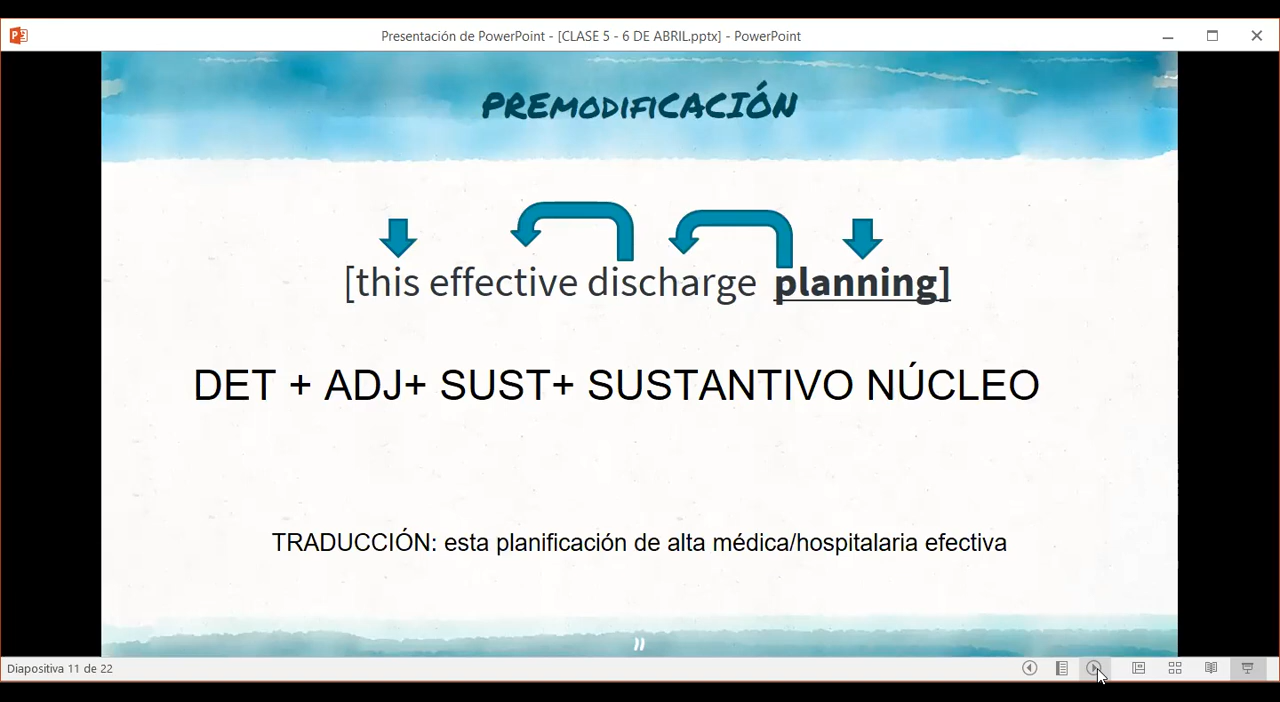 Presentación de PowerPoint - [CLASE 5 - 6 DE ABRIL.pptx] - PowerPoint
PREMODIFICACIÓN
[this effective discharge planning]
DET + ADJ+ SUST+ SUSTANTIVO NÚCLEO
TRADUCCIÓN: esta planificación de alta médica/hospitalaria efectiva
11
Diapositiva 11 de 22